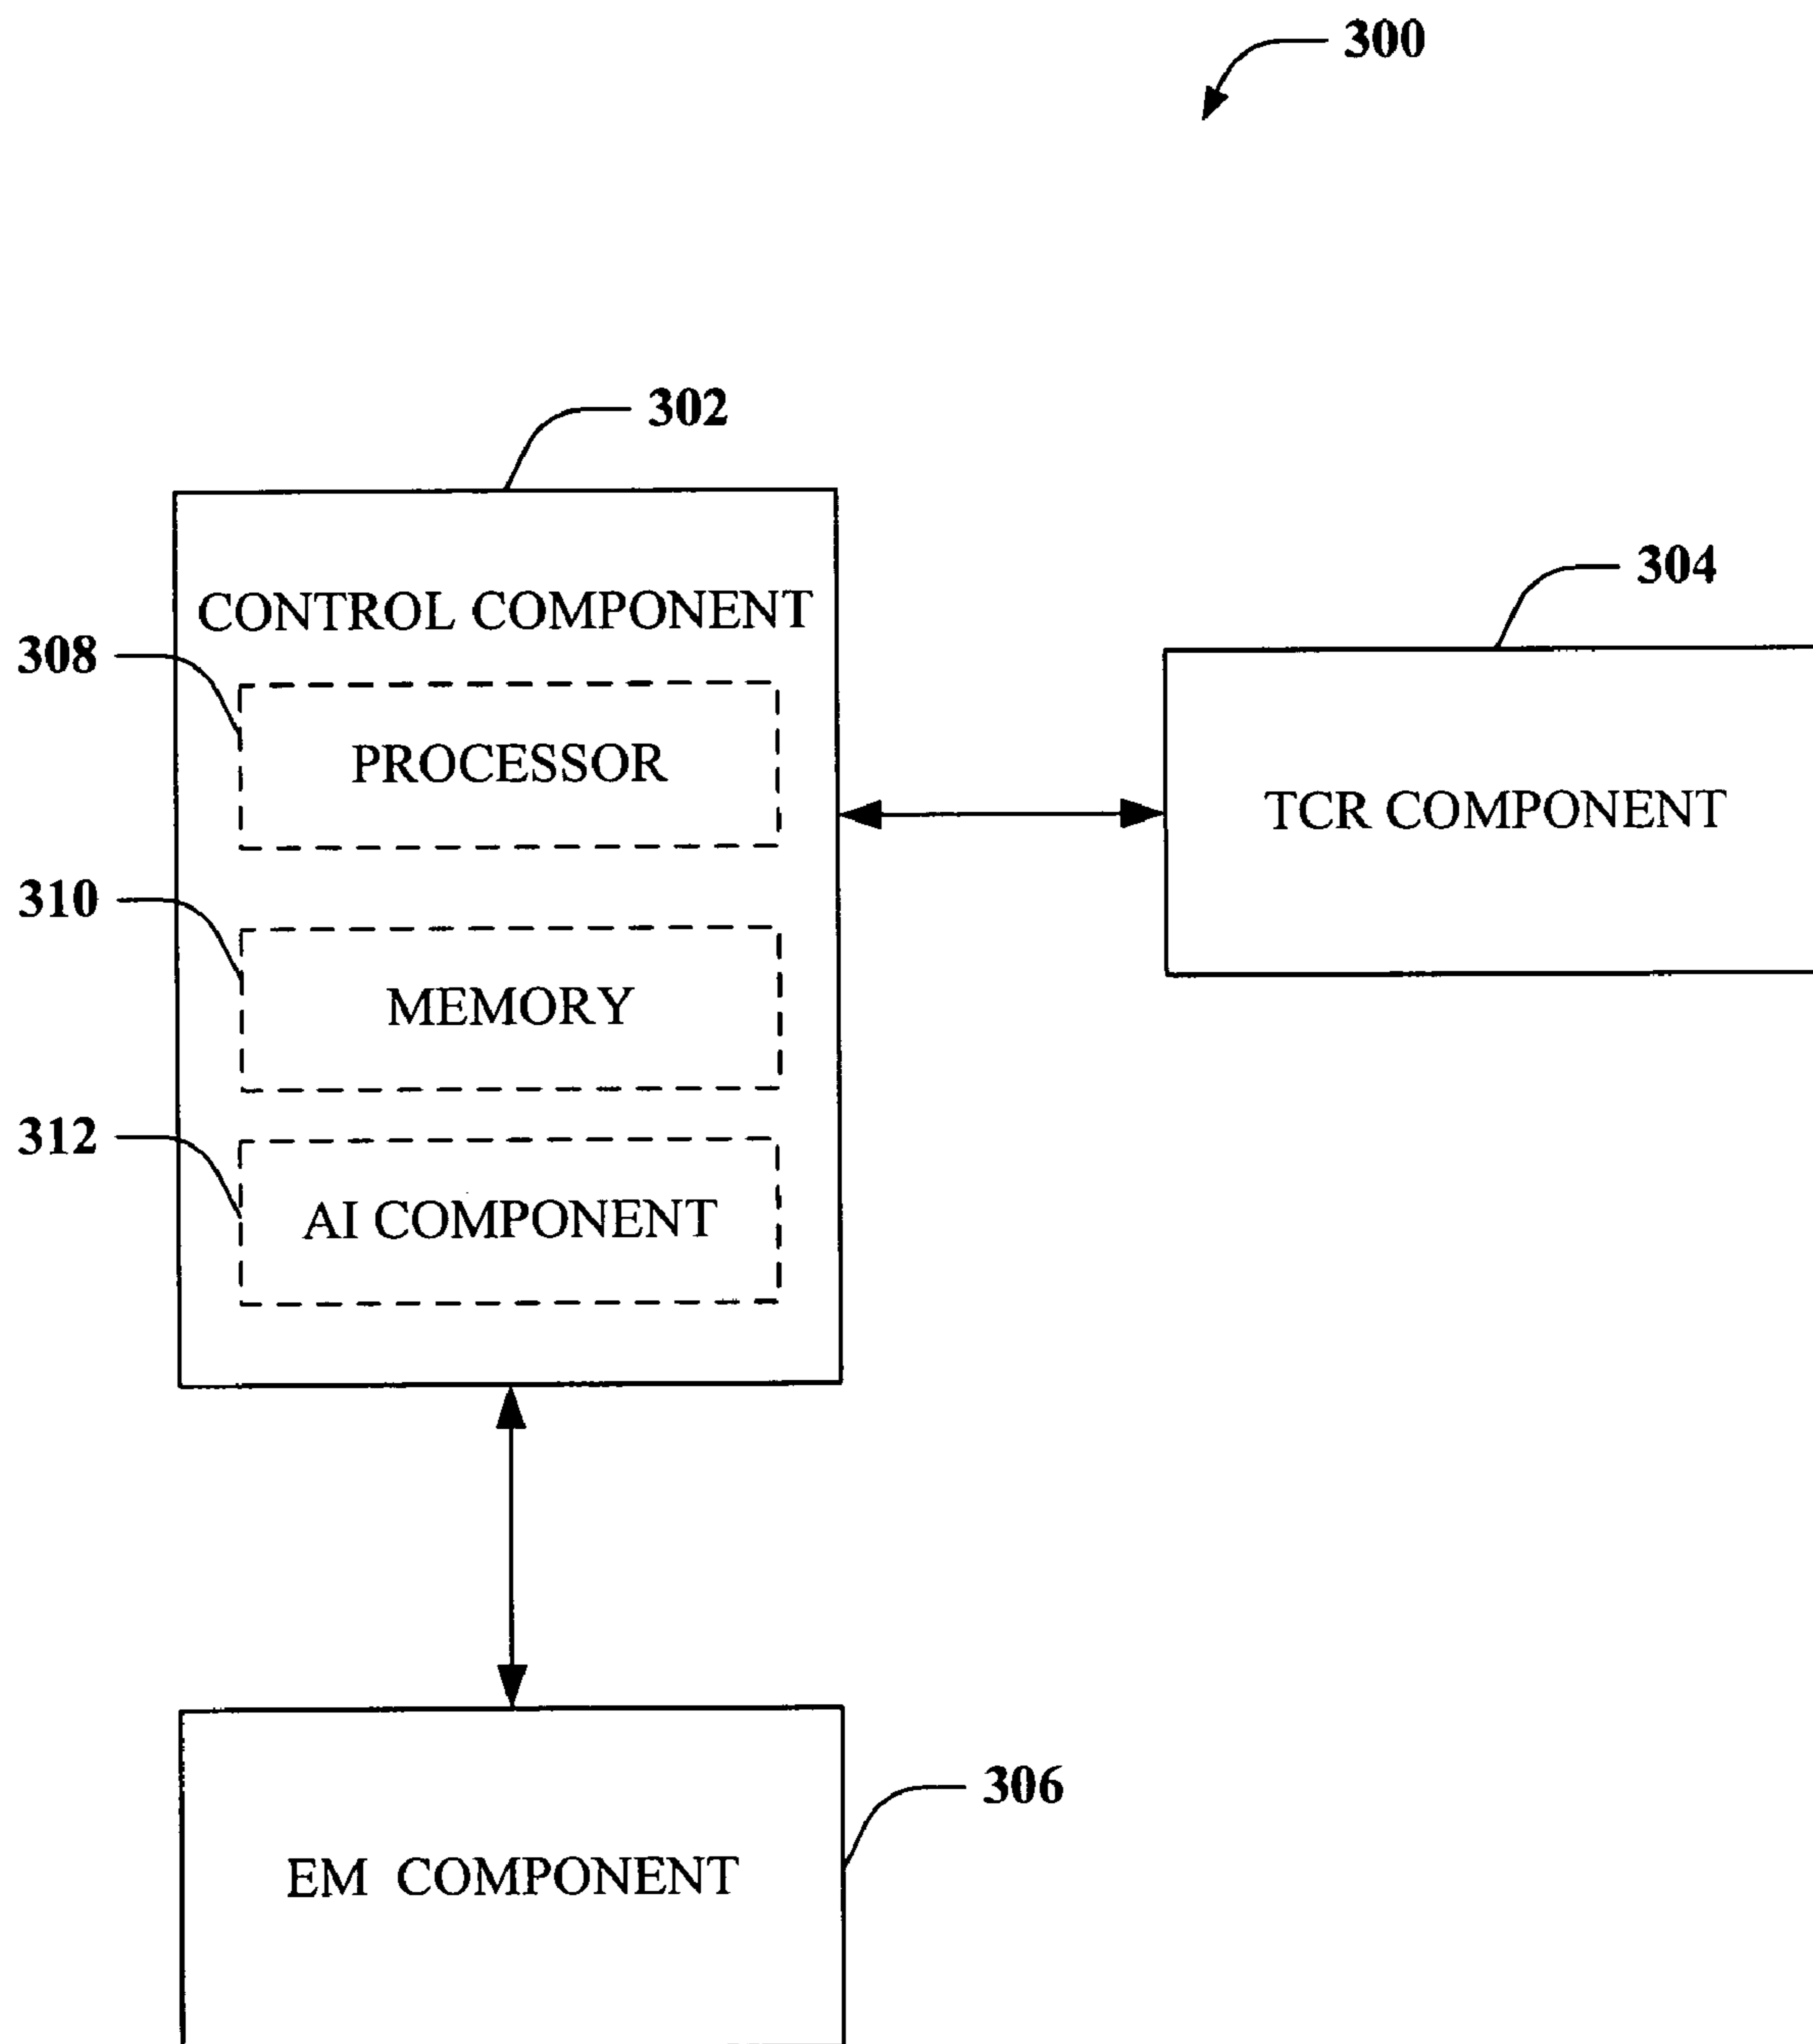 300
302
304
CONTROL COMPONENT
308
PROCESSOR
TCR COMPONENT
310
MEMORY
312
AI COMPONENT
306
EM COMPONENT